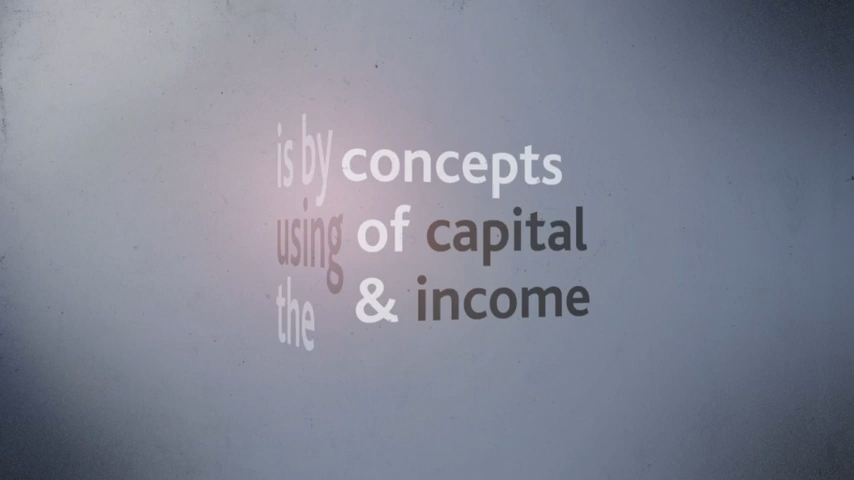 is by
using
the
concepts
of capital
& income